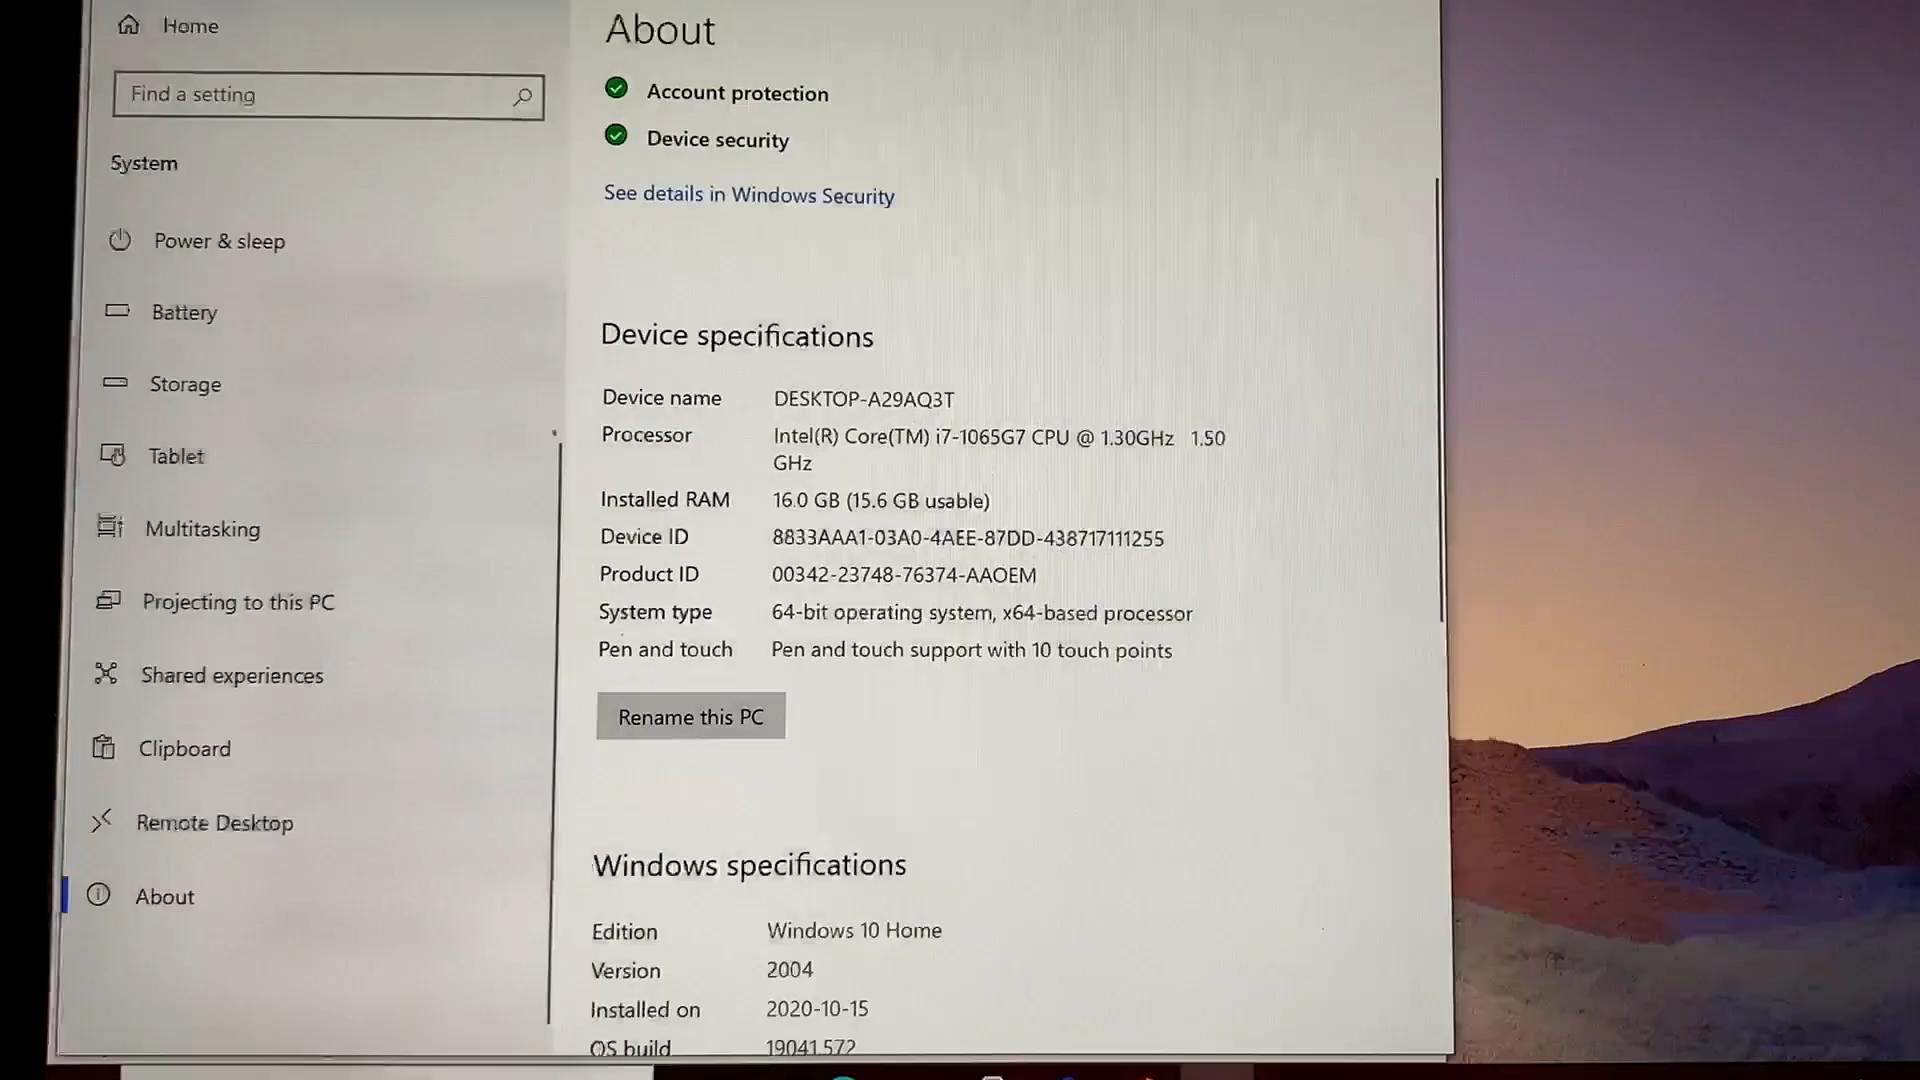 Home
Find a setting
System
Power & sleep
Battery
Storage
Tablet
Multitasking
Projecting to this PC
Shared experiences
Clipboard
Remote Desktop
About
About
Account protection
Device security
See details in Windows Security
Device specifications
Device name DESKTOP-A29AQ3T
Processor Intel(R) Core(TM) i7-1065G7 CPU @ 1.30GHz 1.50
GHz
Installed RAM 16.0 GB (15.6 GB usable)
Device ID 8833AAA1-03A0-4AEE-87DD-438717111255
Product ID 00342-23748-76374-AAOEM
System type 64-bit operating system, x64-based processor
Pen and touch Pen and touch support with 10 touch points
Rename this PC
Windows specifications
Edition Windows 10 Home
Version 2004
Installed on 2020-10-15
OS build 19041.572